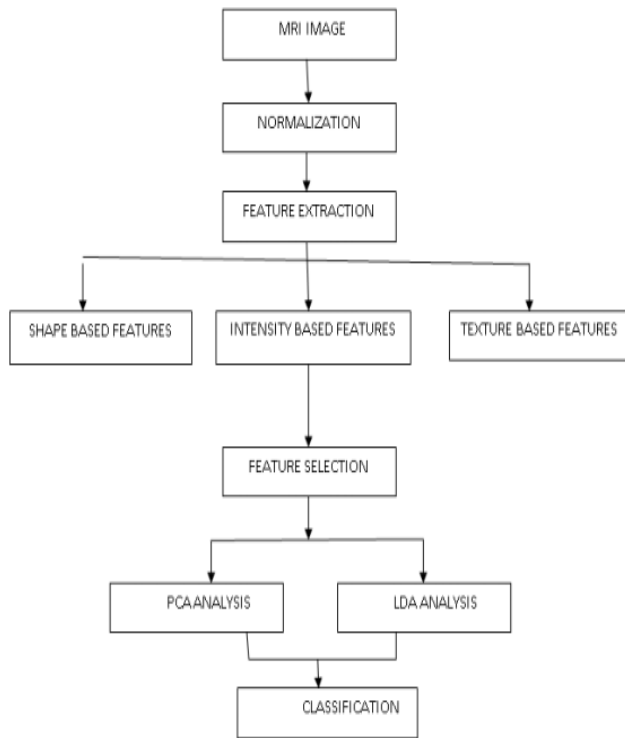 MRI IMAGE
NORMALIZATION
FEATURE EXTRACTION
SHAPE BASED FEATURES
INTENSITY BASED FEATURES
TEXTURE BASED FEATURES
FEATURE SELECTION
PCA ANALYSIS
LDA ANALYSIS
CLASSIFICATION